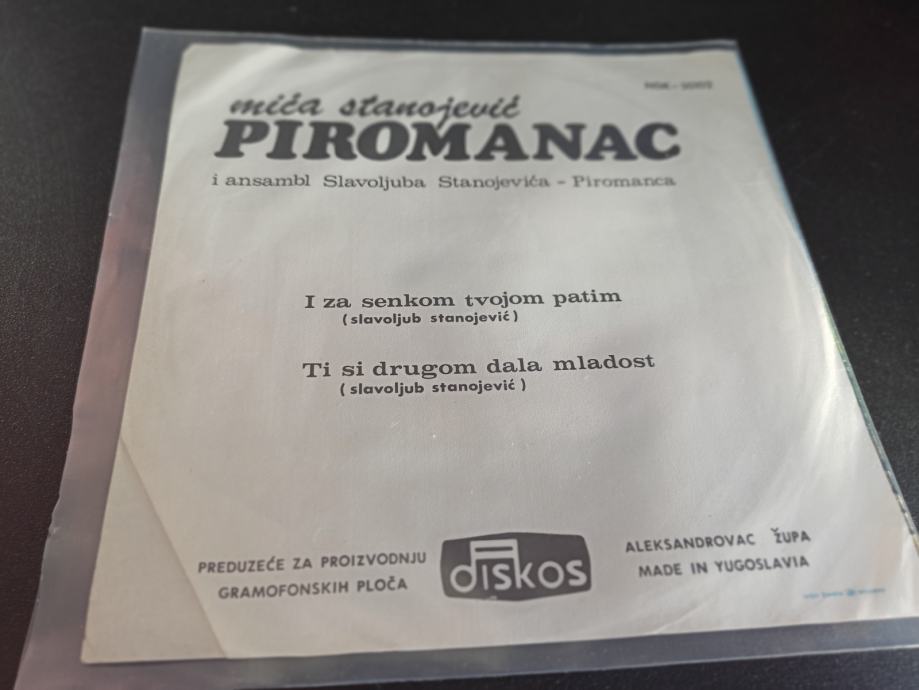 mića stanojević
PIROMANAC
i ansambl Slavoljuba Stanojevića - Piromanca
I za senkom tvojom patim
(slavoljub stanojević)
Ti si drugom dala mladost
(slavoljub stanojević)
PREDUZEĆE ZA PROIZVODNJU
GRAMOFONSKIH PLOČA
diskos
ALEKSANDROVAC ŽUPA
MADE IN YUGOSLAVIA